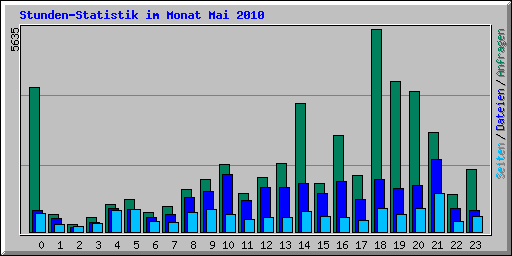 Stunden-Statistik im Monat Mai 2010
5635
Seiten / Dateien / Anfragen
0 1 2 3 4 5 6 7 8 9 10 11 12 13 14 15 16 17 18 19 20 21 22 23